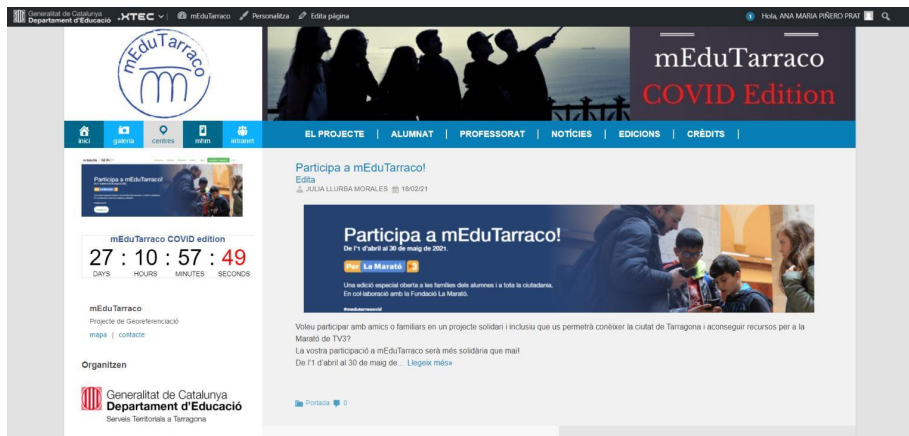 Generalitat de Catalunya
Departament d'Educació
XTEC
mEduTarraco
Personalitza
Edita pàgina
1
Hola, ANA MARIA PIÑERO PRAT
mEduTarraco
m
mEduTarraco
COVID Edition
inici
galeria
centres
mhm
intranet
EL PROJECTE | ALUMNAT | PROFESSORAT | NOTÍCIES | EDICIONS | CRÈDITS |
Participa a mEduTarraco!
mEduTarraco COVID edition
27 : 10 : 57 : 49
DAYS HOURS MINUTES SECONDS
mEduTarraco
Projecte de Georeferenciació
mapa | contacte
Organitzen
Generalitat de Catalunya
Departament d'Educació
Serveis Territorials a Tarragona
Participa a mEduTarraco!
Edita
JULIA LLURBA MORALES 18/02/21
Participa a mEduTarraco!
De l'1 d'abril al 30 de maig de 2021.
Per La Marató
Una edició especial oberta a les famílies dels alumnes i a tota la ciutadania.
En col·laboració amb la Fundació La Marató.
#medutarracovid
Voleu participar amb amics o familiars en un projecte solidari i inclusiu que us permetrà conèixer la ciutat de Tarragona i aconseguir recursos per a la
Marató de TV3?
La vostra participació a mEduTarraco serà més solidària que mai!
De l'1 d'abril al 30 de maig de… Llegeix més»
Portada 0